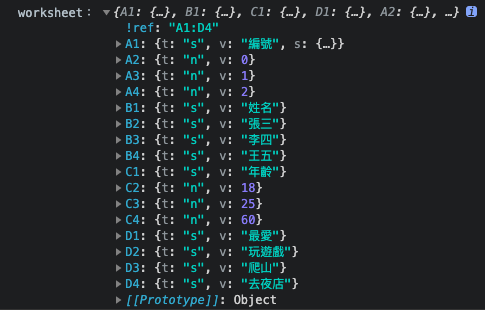 worksheet： ▼{A1: {…}, B1: {…}, C1: {…}, D1: {…}, A2: {…}, …} i
!ref: "A1:D4"
▶A1: {t: "s", v: "編號", s: {…}}
▶A2: {t: "n", v: 0}
▶A3: {t: "n", v: 1}
▶A4: {t: "n", v: 2}
▶B1: {t: "s", v: "姓名"}
▶B2: {t: "s", v: "張三"}
▶B3: {t: "s", v: "李四"}
▶B4: {t: "s", v: "王五"}
▶C1: {t: "s", v: "年齡"}
▶C2: {t: "n", v: 18}
▶C3: {t: "n", v: 25}
▶C4: {t: "n", v: 60}
▶D1: {t: "s", v: "最愛"}
▶D2: {t: "s", v: "玩遊戲"}
▶D3: {t: "s", v: "爬山"}
▶D4: {t: "s", v: "去夜店"}
▶[[Prototype]]: Object